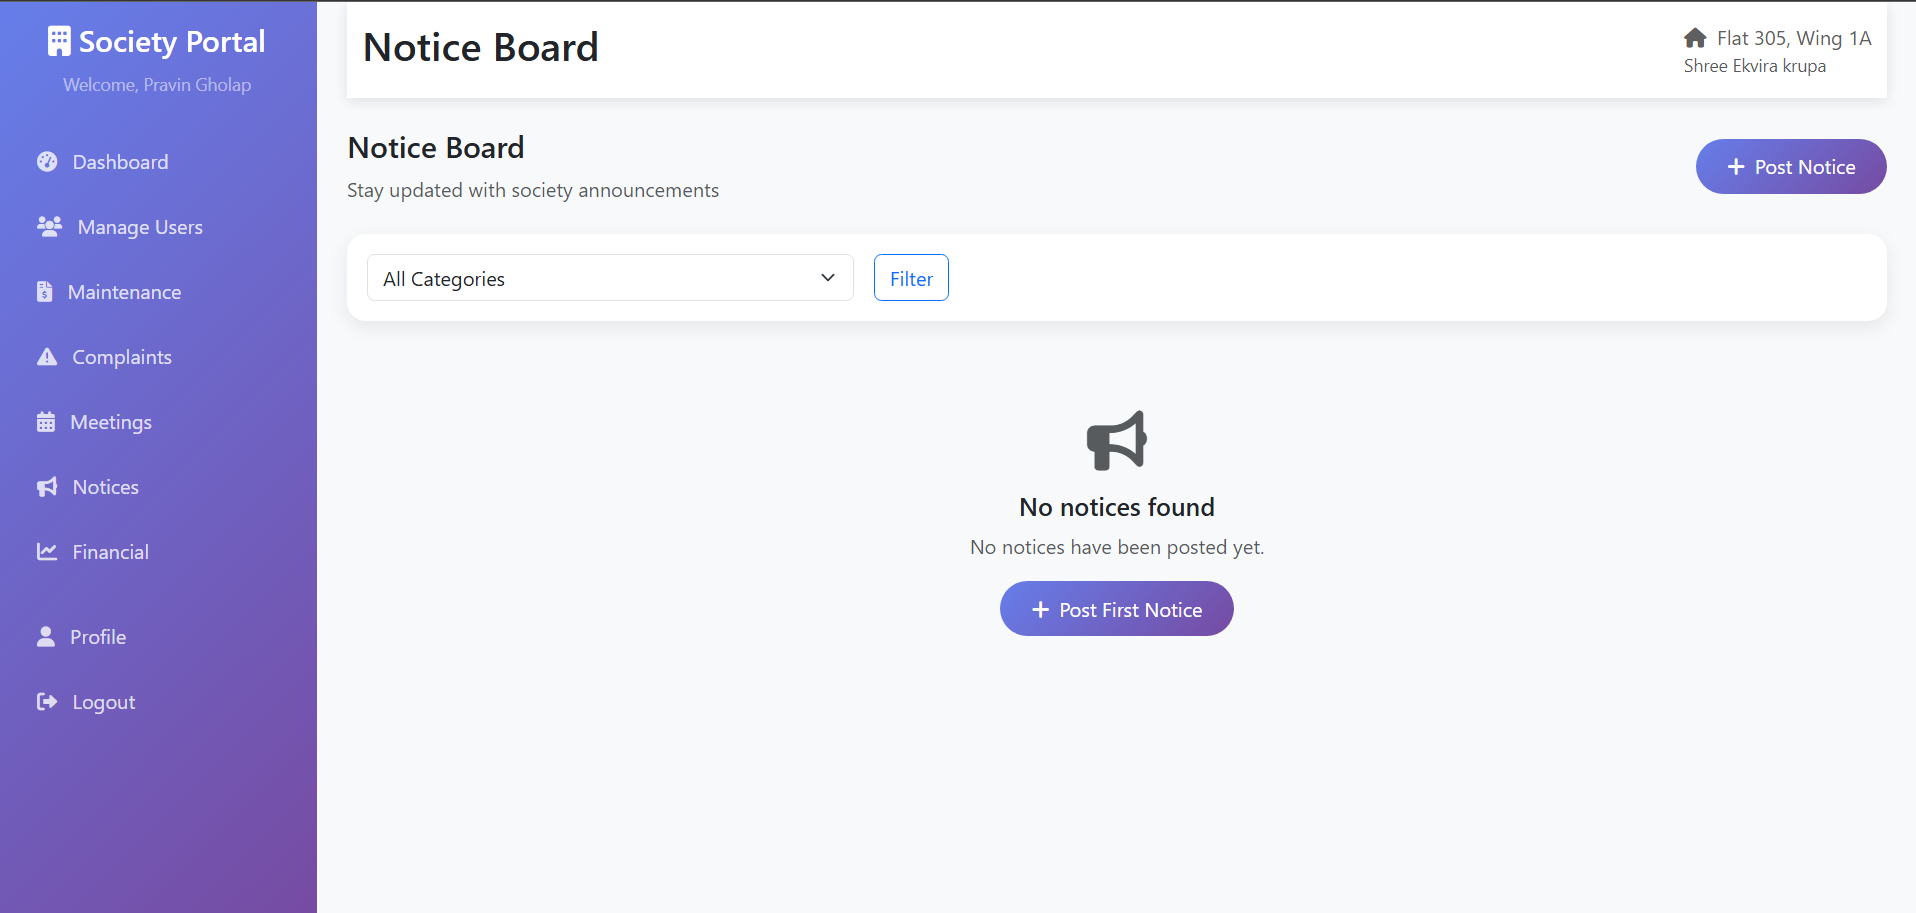 Society Portal
Welcome, Pravin Gholap
Dashboard
Manage Users
Maintenance
Complaints
Meetings
Notices
Financial
Profile
Logout
Notice Board
Flat 305, Wing 1A
Shree Ekvira krupa
Notice Board
Stay updated with society announcements
Post Notice
All Categories
Filter
No notices found
No notices have been posted yet.
Post First Notice